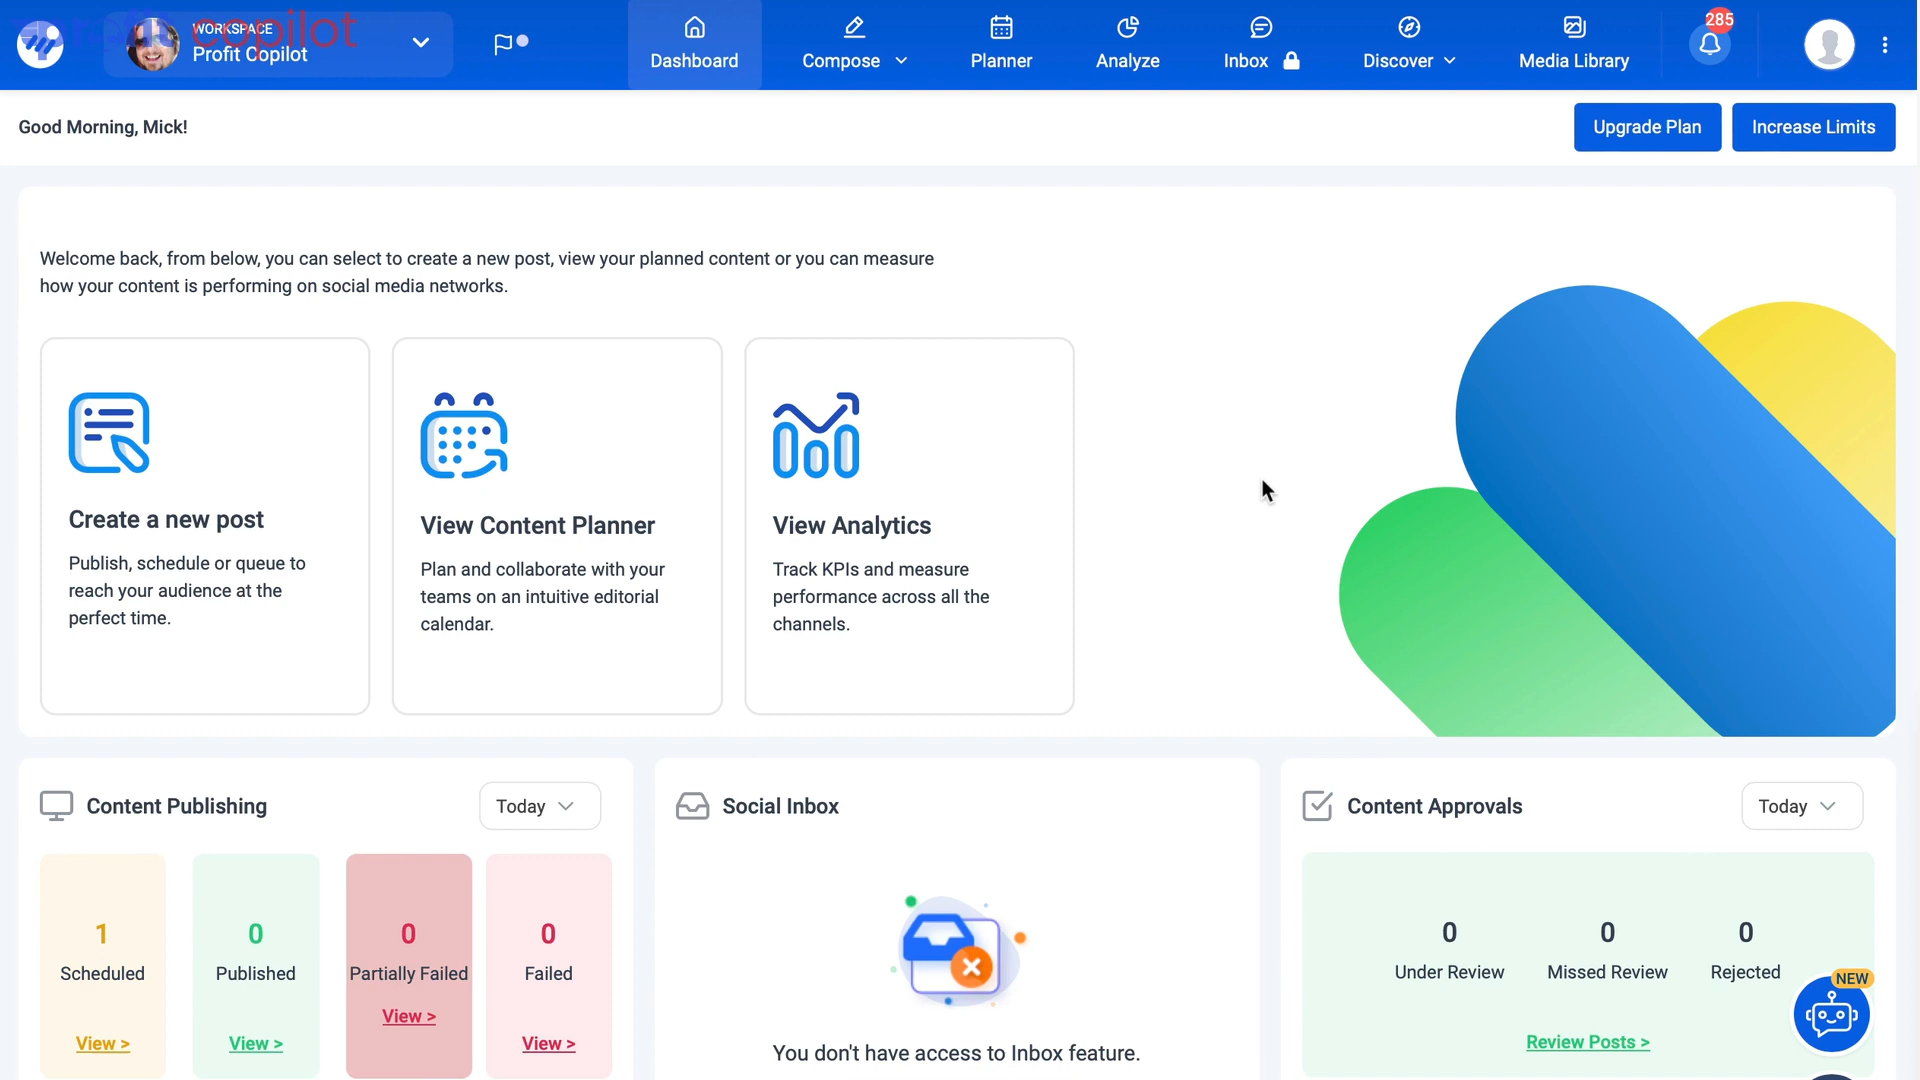 copilot
WORKSPACE
Profit Copilot
Dashboard
Compose
Planner
Analyze
Inbox
Discover
Media Library
285
Good Morning, Mick!
Upgrade Plan
Increase Limits
Welcome back, from below, you can select to create a new post, view your planned content or you can measure
how your content is performing on social media networks.
Create a new post
Publish, schedule or queue to
reach your audience at the
perfect time.
View Content Planner
Plan and collaborate with your
teams on an intuitive editorial
calendar.
View Analytics
Track KPIs and measure
performance across all the
channels.
Content Publishing
Today
1
Scheduled
View >
0
Published
View >
0
Partially Failed
View >
0
Failed
View >
Social Inbox
You don't have access to Inbox feature.
Content Approvals
Today
0
Under Review
0
Missed Review
0
Rejected
Review Posts >
NEW